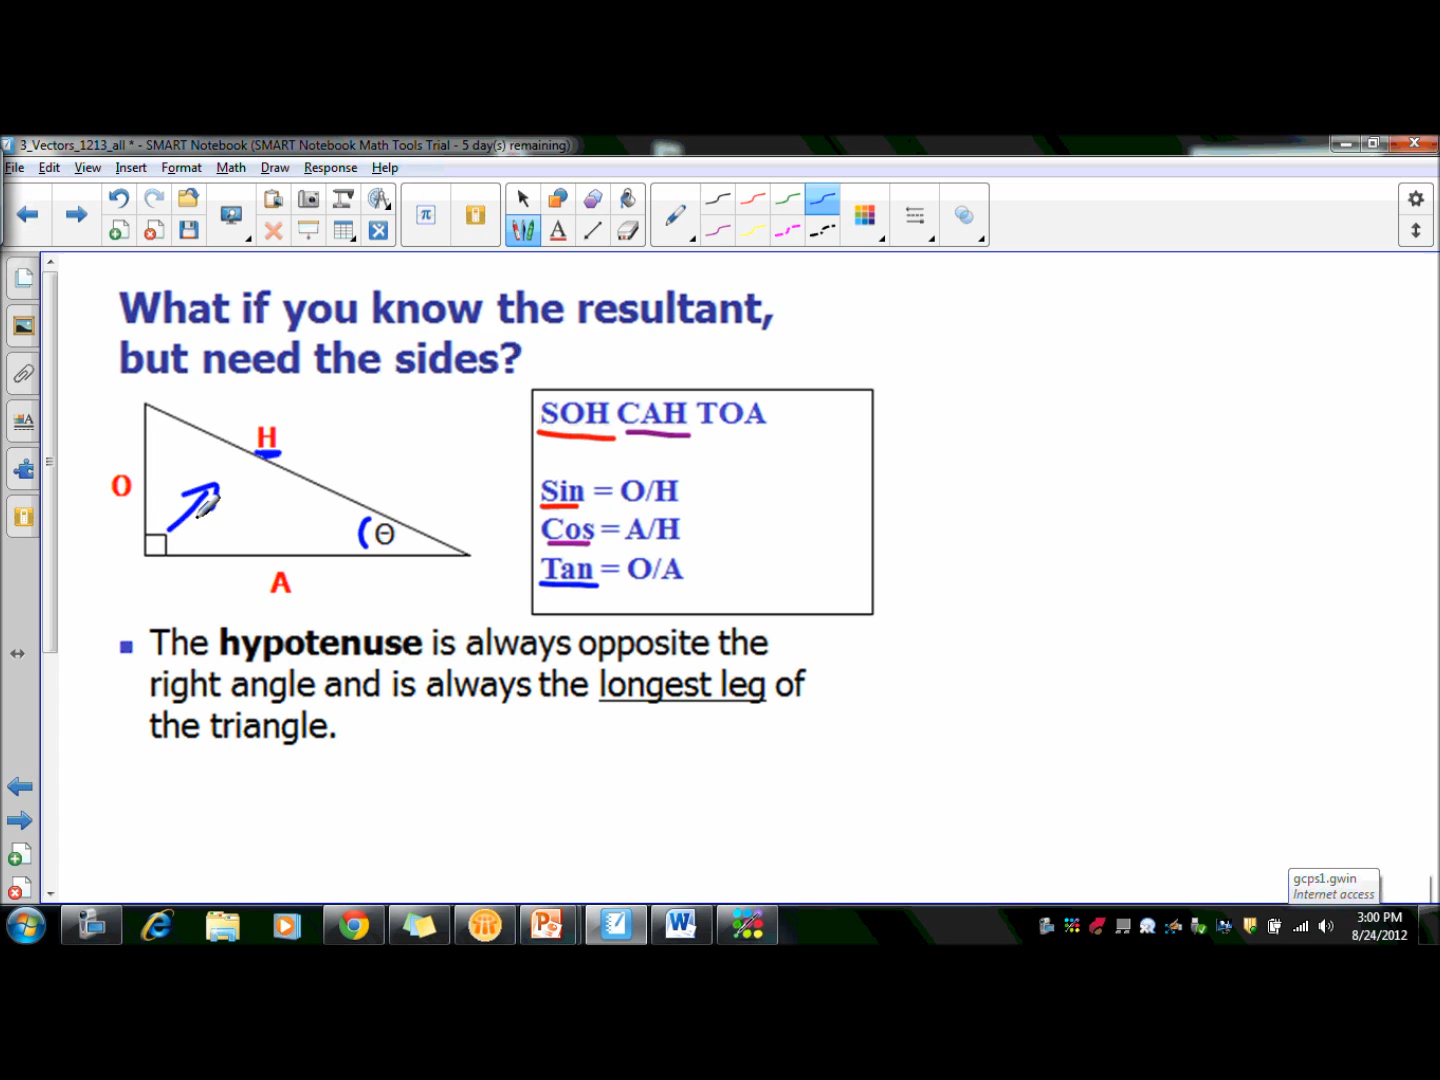 3_Vectors_1213_all * - SMART Notebook (SMART Notebook Math Tools Trial - 5 day(s) remaining)
File Edit View Insert Format Math Draw Response Help
What if you know the resultant,
but need the sides?
H
O
Θ
A
SOH CAH TOA
Sin = O/H
Cos = A/H
Tan = O/A
The hypotenuse is always opposite the
right angle and is always the longest leg of
the triangle.
gcps1.gwin
Internet access
3:00 PM
8/24/2012